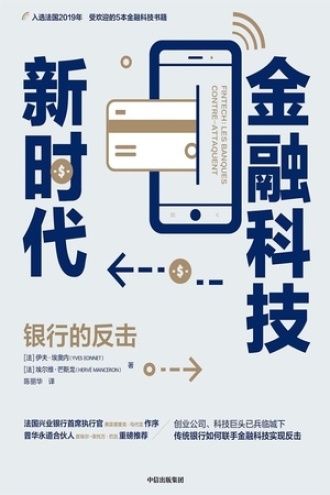 入选法国2019年 受欢迎的5本金融科技书籍
金融科技
新时代
FINTECH: LES BANQUES
CONTRE-ATTAQUENT
银行的反击
[法] 伊夫·埃奥内(YVES EONNET)
[法] 埃尔维·芒斯龙(HERVÉ MANCERON) 著
陈丽华 译
法国兴业银行首席执行官 作序
普华永道合伙人 重磅推荐
创业公司、科技巨头已兵临城下
传统银行如何联手金融科技实现反击
中信出版集团